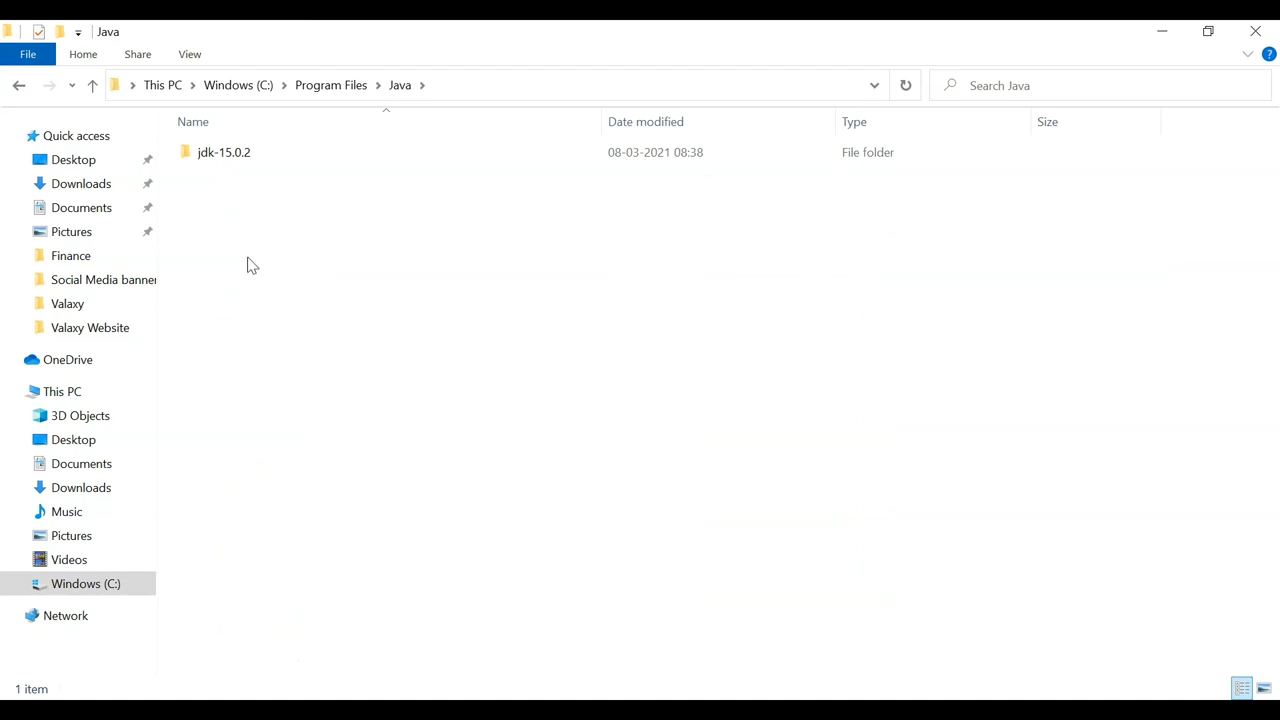 Java
File Home Share View
This PC Windows (C:) Program Files Java Search Java
Name Date modified Type Size
jdk-15.0.2 08-03-2021 08:38 File folder
Quick access
Desktop
Downloads
Documents
Pictures
Finance
Social Media banner
Valaxy
Valaxy Website
OneDrive
This PC
3D Objects
Desktop
Documents
Downloads
Music
Pictures
Videos
Windows (C:)
Network
1 item